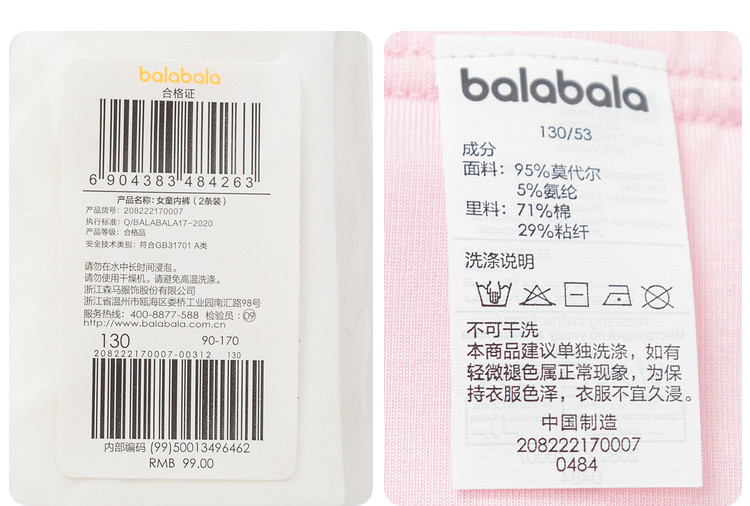 balabala
合格证
6 904383 484263
产品名称: 女童内裤 (2条装)
产品货号: 208222170007
执行标准: Q/BALABALA17-2020
产品等级: 合格品
安全技术类别: 符合GB31701 A类
请勿在水中长时间浸泡。
请勿使用干燥机。请避免高温洗涤。
浙江森马服饰股份有限公司
浙江省温州市瓯海区娄桥工业园南汇路98号
服务热线: 400-8877-588 检验员: 09
http://www.balabala.com.cn
130 90-170
208222170007-00312 130
内部编码 (99)50013496462
RMB 99.00
balabala
130/53
成分
面料: 95%莫代尔
5%氨纶
里料: 71%棉
29%粘纤
洗涤说明
不可干洗
本商品建议单独洗涤，如有
轻微褪色属正常现象，为保
持衣服色泽，衣服不宜久浸。
中国制造
208222170007
0484